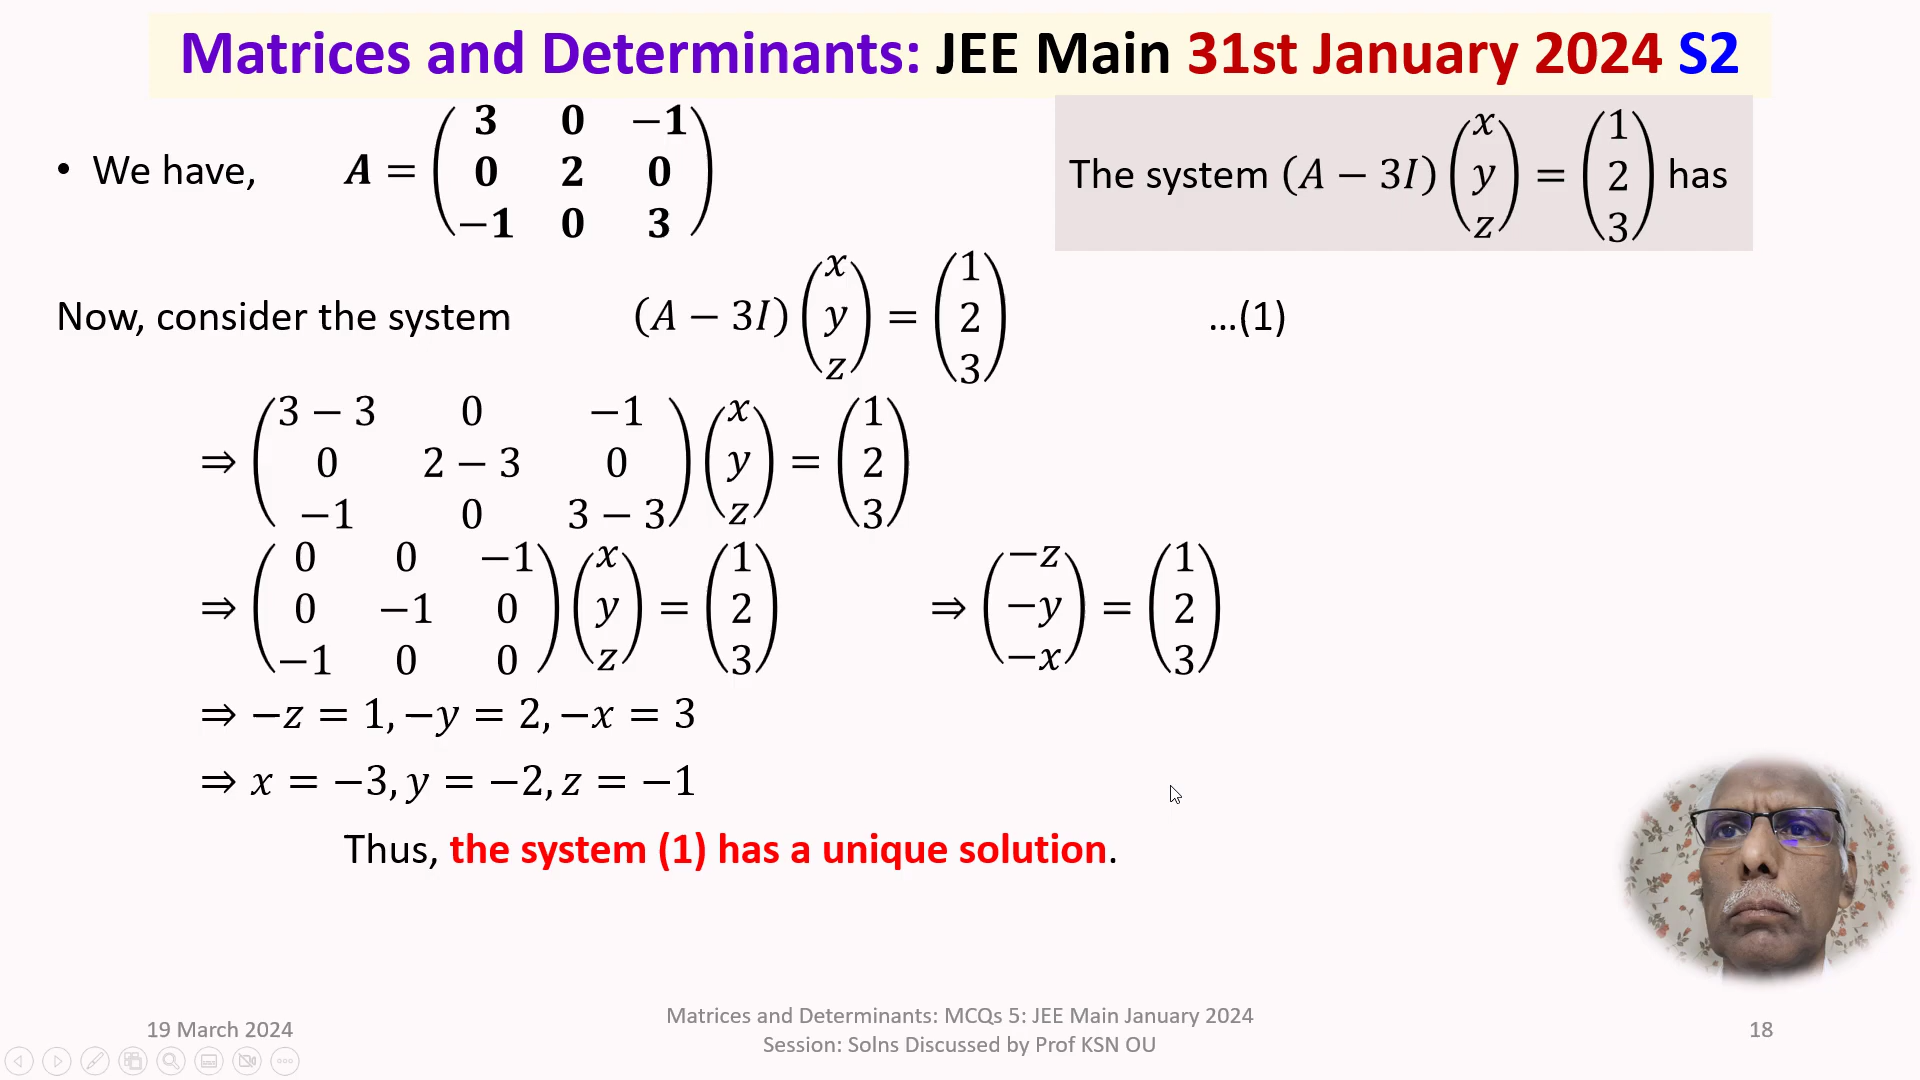 Matrices and Determinants: JEE Main 31st January 2024 S2
• We have, A = ( 3 0 −1 ; 0 2 0 ; −1 0 3 )
The system (A − 3I) ( x ; y ; z ) = ( 1 ; 2 ; 3 ) has
Now, consider the system (A − 3I) ( x ; y ; z ) = ( 1 ; 2 ; 3 ) ...(1)
⇒ ( 3 − 3 0 −1 ; 0 2 − 3 0 ; −1 0 3 − 3 ) ( x ; y ; z ) = ( 1 ; 2 ; 3 )
⇒ ( 0 0 −1 ; 0 −1 0 ; −1 0 0 ) ( x ; y ; z ) = ( 1 ; 2 ; 3 ) ⇒ ( −z ; −y ; −x ) = ( 1 ; 2 ; 3 )
⇒ −z = 1, −y = 2, −x = 3
⇒ x = −3, y = −2, z = −1
Thus, the system (1) has a unique solution.
19 March 2024
Matrices and Determinants: MCQs 5: JEE Main January 2024
Session: Solns Discussed by Prof KSN OU
18